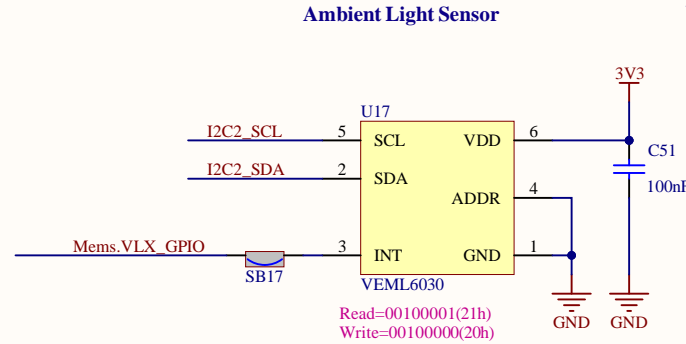 Ambient Light Sensor
3V3
U17
I2C2_SCL 5 SCL VDD 6
C51
I2C2_SDA 2 SDA
100nF
ADDR 4
Mems.VLX_GPIO 3 INT GND 1
SB17
VEML6030
Read=00100001(21h)
Write=00100000(20h)
GND GND